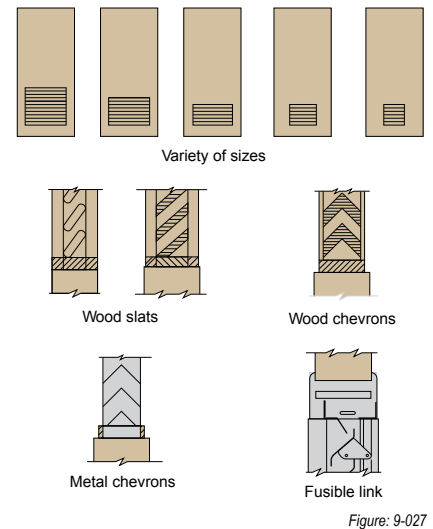 Variety of sizes
Wood slats
Wood chevrons
Metal chevrons
Fusible link
Figure: 9-027